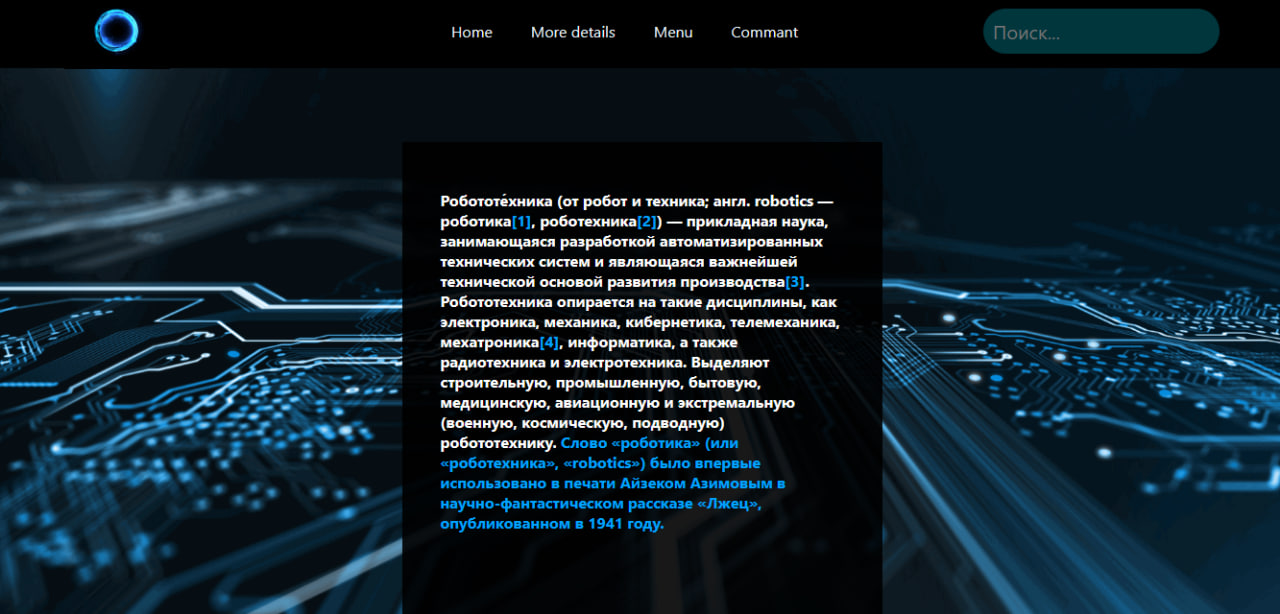 Home More details Menu Commant Поиск...
Робототе́хника (от робот и техника; англ. robotics —
роботика[1], роботехника[2]) — прикладная наука,
занимающаяся разработкой автоматизированных
технических систем и являющаяся важнейшей
технической основой развития производства[3].
Робототехника опирается на такие дисциплины, как
электроника, механика, кибернетика, телемеханика,
мехатроника[4], информатика, а также
радиотехника и электротехника. Выделяют
строительную, промышленную, бытовую,
медицинскую, авиационную и экстремальную
(военную, космическую, подводную)
робототехнику. Слово «роботика» (или
«роботехника», «robotics») было впервые
использовано в печати Айзеком Азимовым в
научно-фантастическом рассказе «Лжец»,
опубликованном в 1941 году.